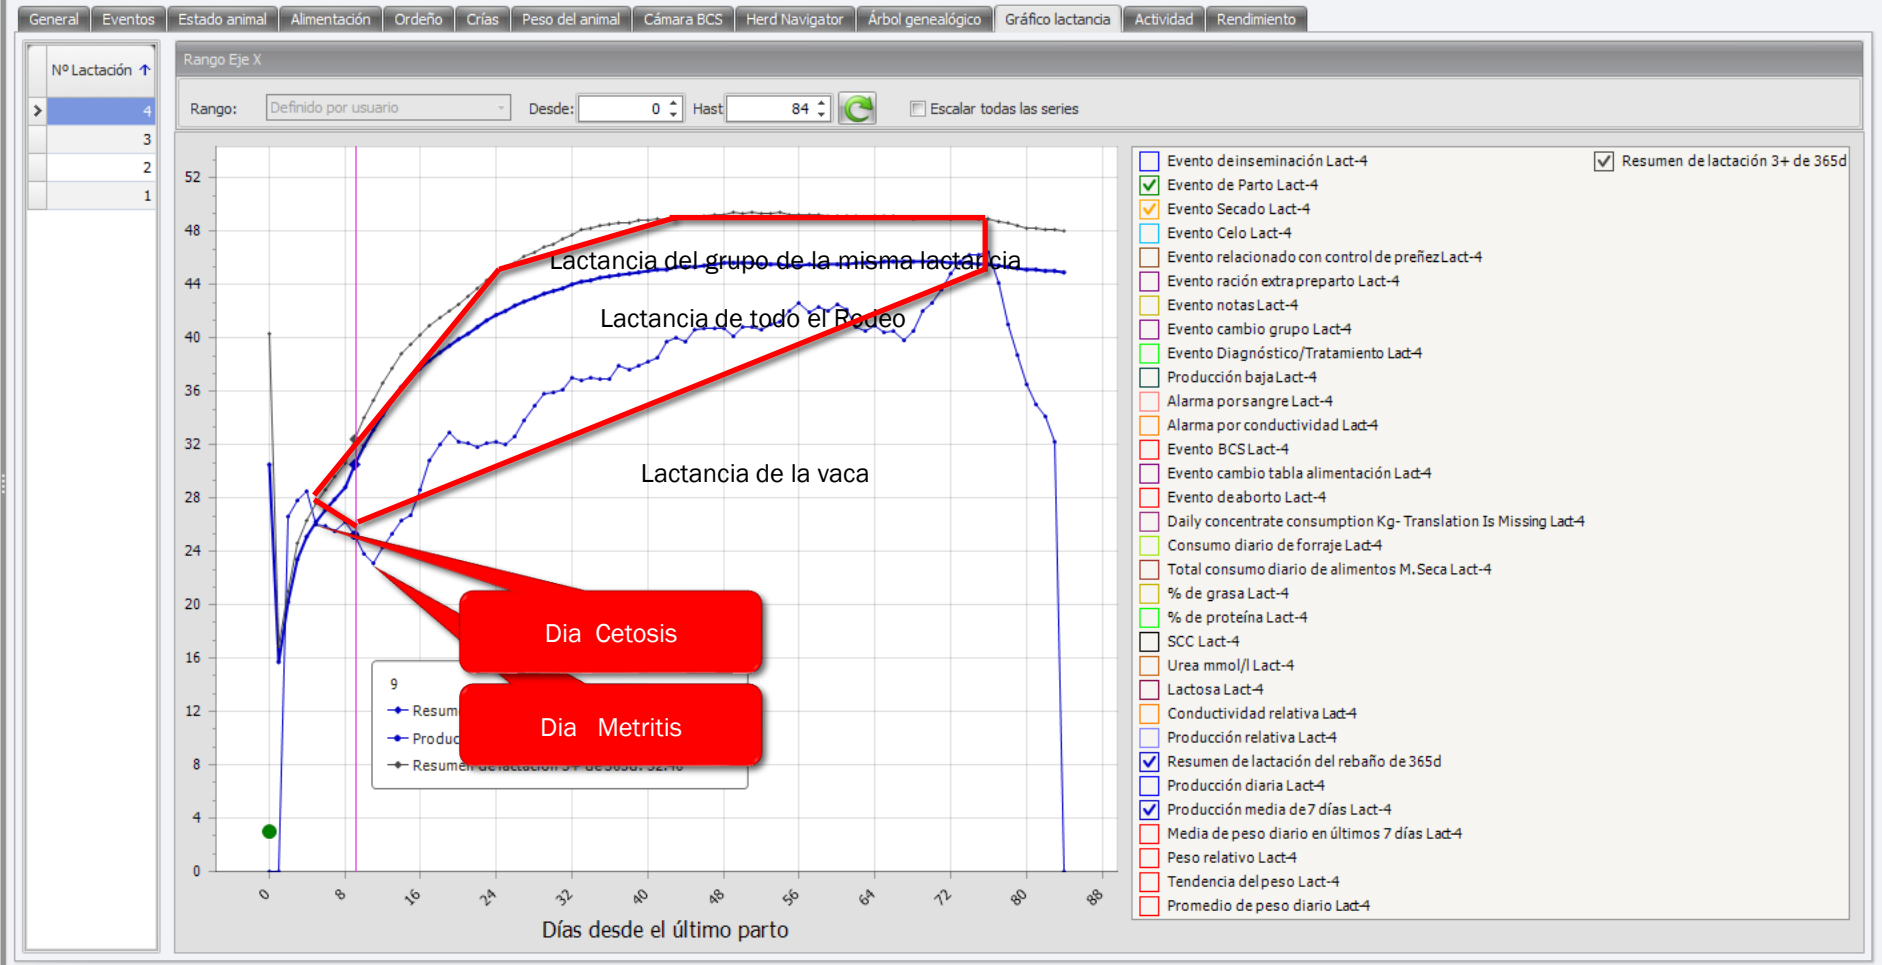 General Eventos Estado animal Alimentación Ordeño Crías Peso del animal Cámara BCS Herd Navigator Árbol genealógico Gráfico lactancia Actividad Rendimiento
Nº Lactación
4
3
2
1
Rango Eje X
Rango: Definido por usuario Desde: 0 Hast 84 Escalar todas las series
52
48
44
40
36
32
28
24
20
16
12
8
4
0
Lactancia del grupo de la misma lactancia
Lactancia de todo el Rodeo
Lactancia de la vaca
Dia Cetosis
Dia Metritis
9
Resum
Produc
Resumen de lactación 3+ de 365d: 32.40
0 8 16 24 32 40 48 56 64 72 80 88
Días desde el último parto
Evento de inseminación Lact-4
Evento de Parto Lact-4
Evento Secado Lact-4
Evento Celo Lact-4
Evento relacionado con control de preñez Lact-4
Evento ración extra preparto Lact-4
Evento notas Lact-4
Evento cambio grupo Lact-4
Evento Diagnóstico/Tratamiento Lact-4
Producción baja Lact-4
Alarma por sangre Lact-4
Alarma por conductividad Lact-4
Evento BCS Lact-4
Evento cambio tabla alimentación Lact-4
Evento de aborto Lact-4
Daily concentrate consumption Kg- Translation Is Missing Lact-4
Consumo diario de forraje Lact-4
Total consumo diario de alimentos M.Seca Lact-4
% de grasa Lact-4
% de proteína Lact-4
SCC Lact-4
Urea mmol/l Lact-4
Lactosa Lact-4
Conductividad relativa Lact-4
Producción relativa Lact-4
Resumen de lactación del rebaño de 365d
Producción diaria Lact-4
Producción media de 7 días Lact-4
Media de peso diario en últimos 7 días Lact-4
Peso relativo Lact-4
Tendencia del peso Lact-4
Promedio de peso diario Lact-4
Resumen de lactación 3+ de 365d